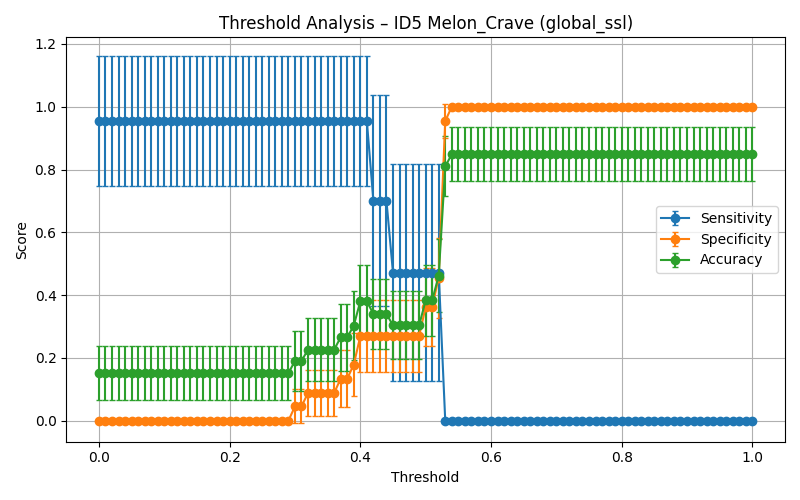 Threshold Analysis – ID5 Melon_Crave (global_ssl)
1.2
1.0
0.8
0.6
0.4
0.2
0.0
Score
Sensitivity
Specificity
Accuracy
0.0 0.2 0.4 0.6 0.8 1.0
Threshold